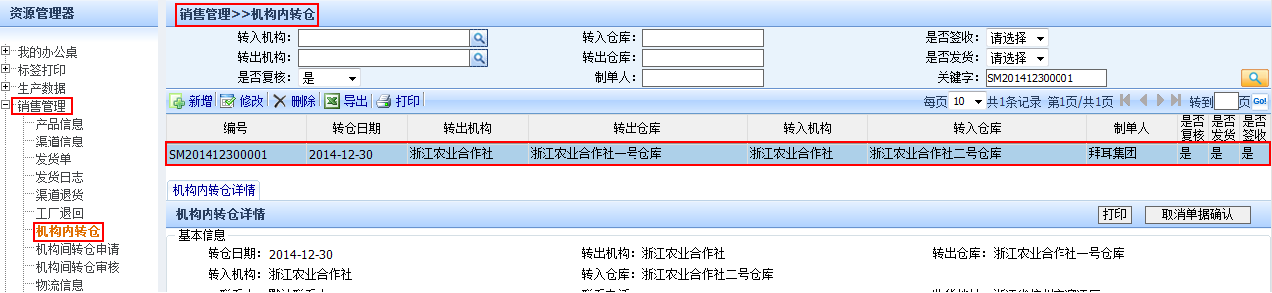 资源管理器
我的办公桌
标签打印
生产数据
销售管理
产品信息
渠道信息
发货单
发货日志
渠道退货
工厂退回
机构内转仓
机构间转仓申请
机构间转仓审核
物流信息
销售管理>>机构内转仓
转入机构： 转入仓库： 是否签收： 请选择
转出机构： 转出仓库： 是否发货： 请选择
是否复核： 是 制单人： 关键字： SM201412300001
新增 修改 删除 导出 打印 每页 10 共1条记录 第1页/共1页 转到 页 Go!
编号 转仓日期 转出机构 转出仓库 转入机构 转入仓库 制单人 是否复核 是否发货 是否签收
SM201412300001 2014-12-30 浙江农业合作社 浙江农业合作社一号仓库 浙江农业合作社 浙江农业合作社二号仓库 拜耳集团 是 是 是
机构内转仓详情
机构内转仓详情 打印 取消单据确认
基本信息
转仓日期： 2014-12-30 转出机构： 浙江农业合作社 转出仓库： 浙江农业合作社一号仓库
转入机构： 浙江农业合作社 转入仓库： 浙江农业合作社二号仓库